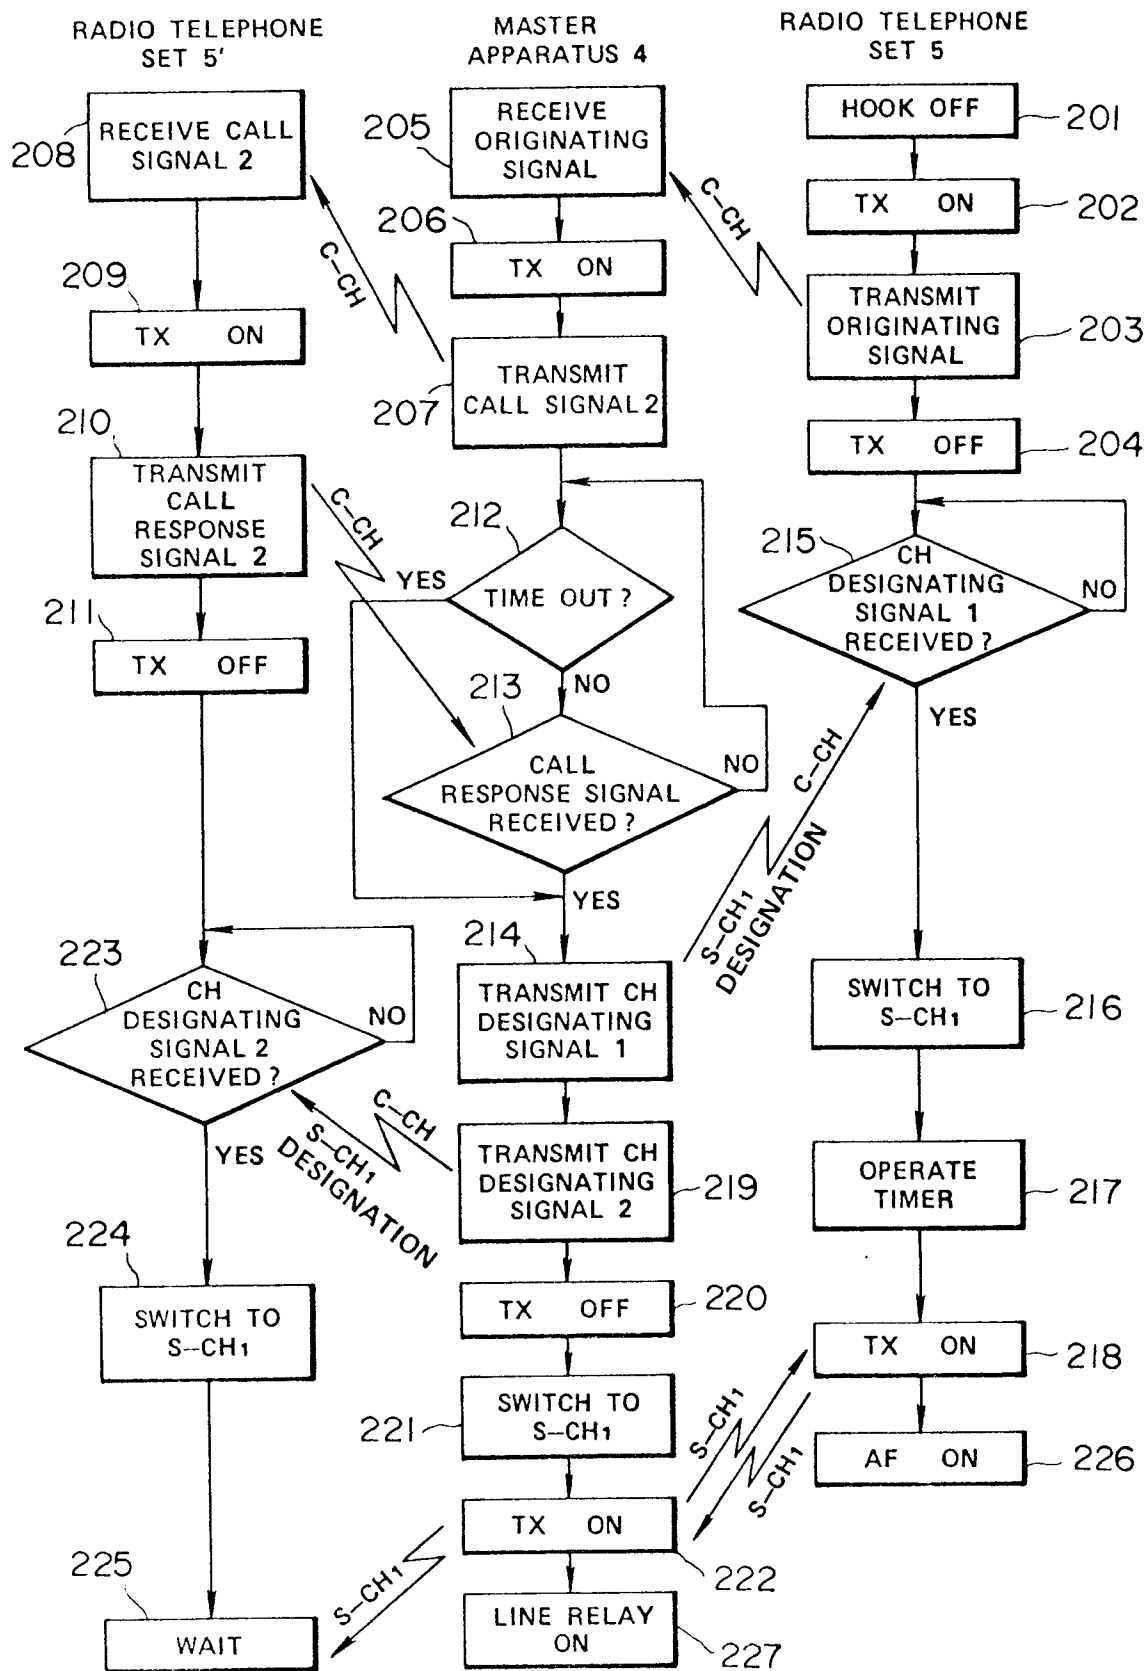 RADIO TELEPHONE
SET 5'
208
RECEIVE CALL
SIGNAL 2
209
TX ON
210
TRANSMIT
CALL
RESPONSE
SIGNAL 2
211
TX OFF
223
CH
DESIGNATING
SIGNAL 2
RECEIVED?
NO
YES
224
SWITCH TO
S-CH1
225
WAIT
MASTER
APPARATUS 4
205
RECEIVE
ORIGINATING
SIGNAL
206
TX ON
C-CH
207
TRANSMIT
CALL SIGNAL 2
C-CH
212
YES
TIME OUT?
NO
213
CALL
RESPONSE SIGNAL
RECEIVED?
NO
YES
214
TRANSMIT CH
DESIGNATING
SIGNAL 1
C-CH
S-CH1
DESIGNATION
TRANSMIT CH
DESIGNATING
SIGNAL 2
219
TX OFF
220
221
SWITCH TO
S-CH1
TX ON
222
S-CH1
LINE RELAY
ON
227
RADIO TELEPHONE
SET 5
HOOK OFF
201
TX ON
202
C-CH
TRANSMIT
ORIGINATING
SIGNAL
203
TX OFF
204
215
CH
DESIGNATING
SIGNAL 1
RECEIVED?
NO
YES
C-CH
S-CH1
DESIGNATION
SWITCH TO
S-CH1
216
OPERATE
TIMER
217
TX ON
218
S-CH1
S-CH1
AF ON
226